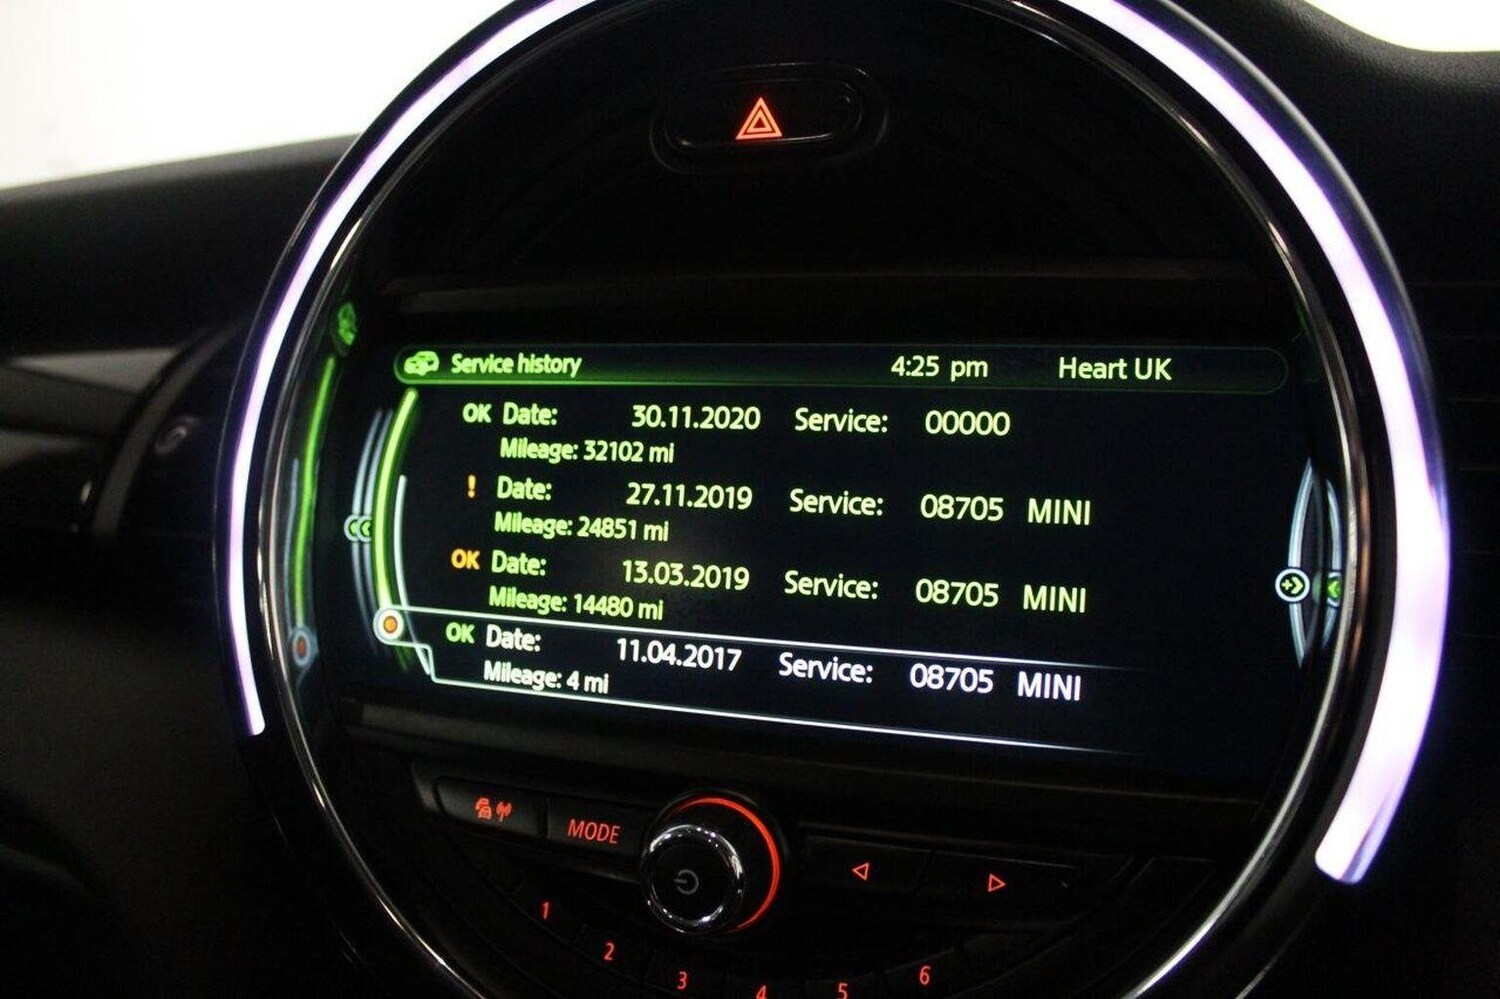 Service history 4:25 pm Heart UK
OK Date: 30.11.2020 Service: 00000
Mileage: 32102 mi
! Date: 27.11.2019 Service: 08705 MINI
Mileage: 24851 mi
OK Date: 13.03.2019 Service: 08705 MINI
Mileage: 14480 mi
OK Date: 11.04.2017 Service: 08705 MINI
Mileage: 4 mi
MODE
1 2 3 4 5 6